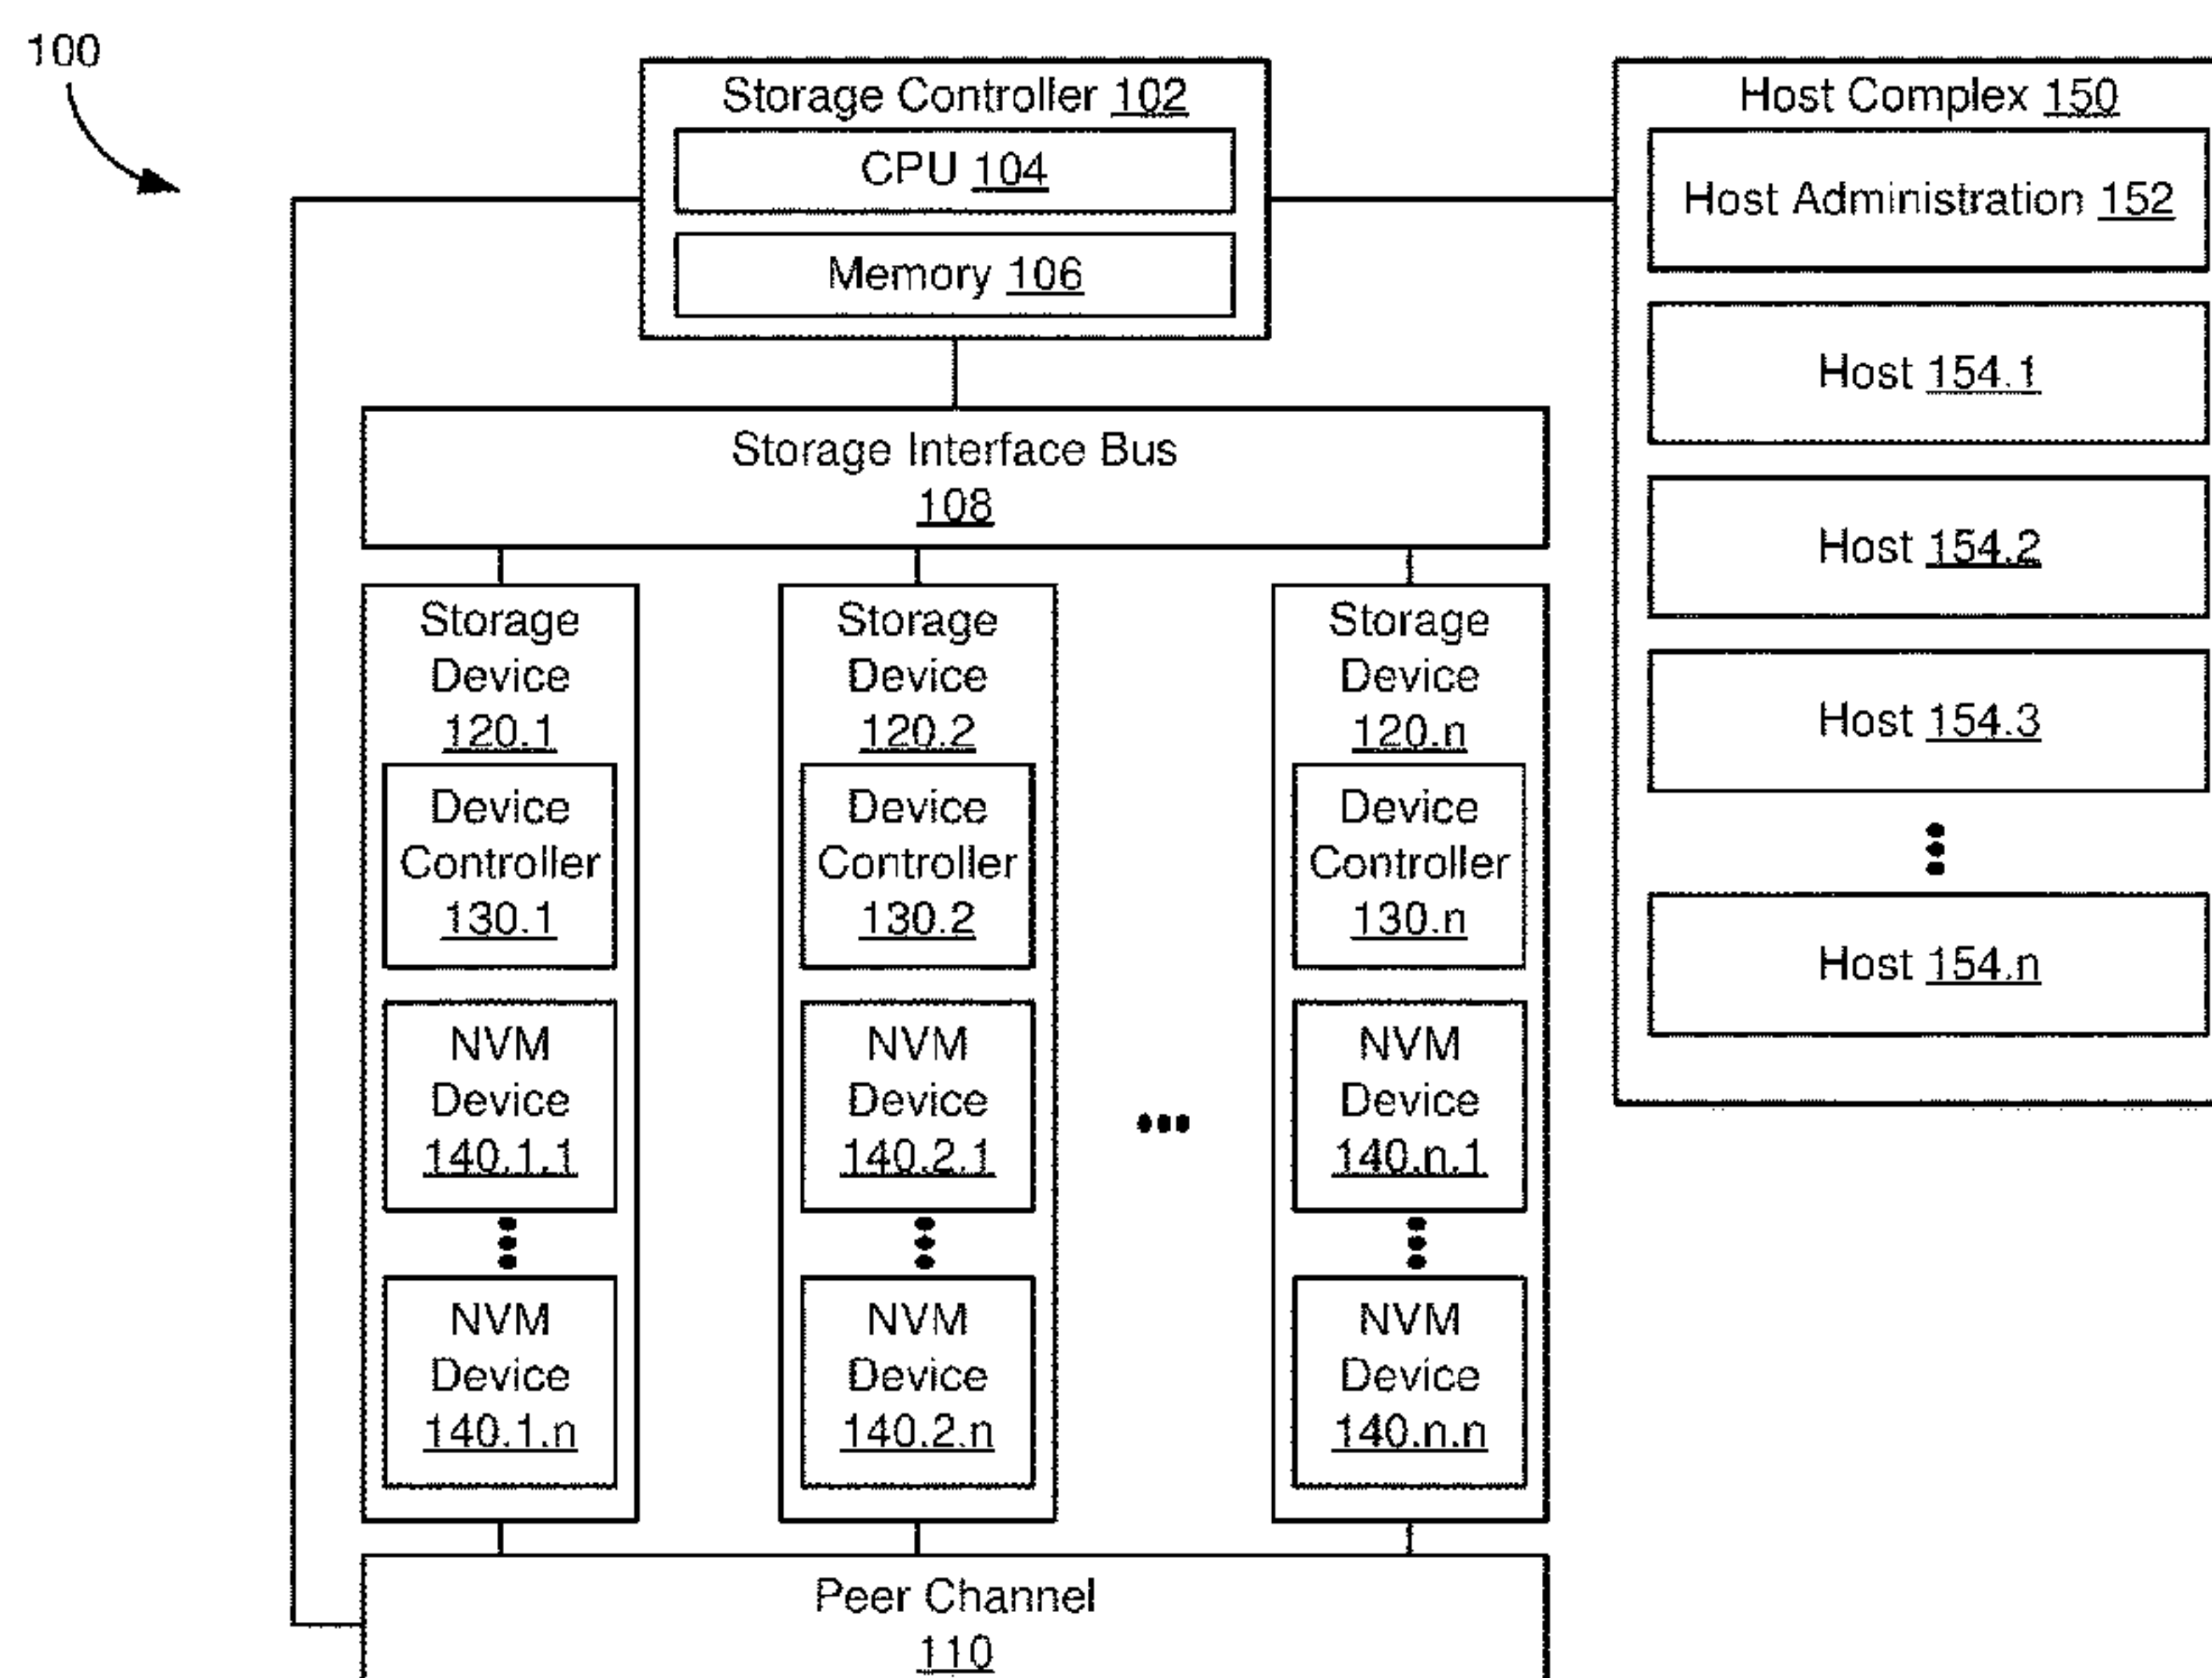 100
Storage Controller 102
CPU 104
Memory 106
Host Complex 150
Host Administration 152
Host 154.1
Host 154.2
Host 154.3
Host 154.n
Storage Interface Bus
108
Storage
Device
120.1
Device
Controller
130.1
NVM
Device
140.1.1
NVM
Device
140.1.n
Storage
Device
120.2
Device
Controller
130.2
NVM
Device
140.2.1
NVM
Device
140.2.n
Storage
Device
120.n
Device
Controller
130.n
NVM
Device
140.n.1
NVM
Device
140.n.n
Peer Channel
110